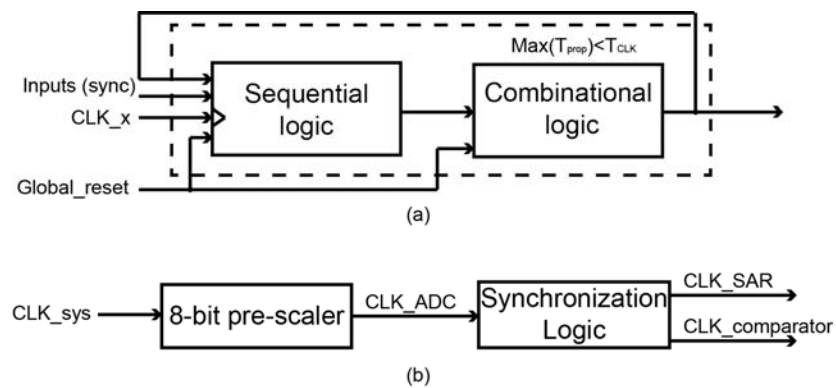 Max(Tprop)<TCLK
Inputs (sync)
CLK_x
Global_reset
Sequential
logic
Combinational
logic
(a)
CLK_sys
8-bit pre-scaler
CLK_ADC
Synchronization
Logic
CLK_SAR
CLK_comparator
(b)